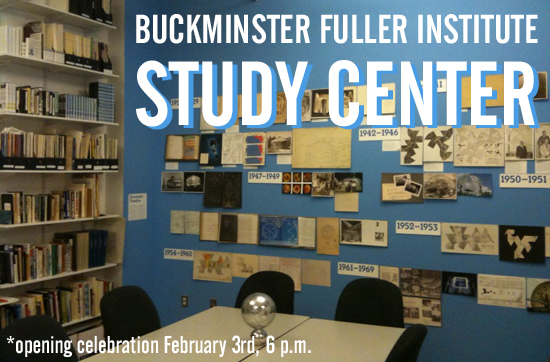 BUCKMINSTER FULLER INSTITUTE
STUDY CENTER
1942–1946
1947–1949
1950–1951
1952–1953
1954–1960
1961–1969
*opening celebration February 3rd, 6 p.m.